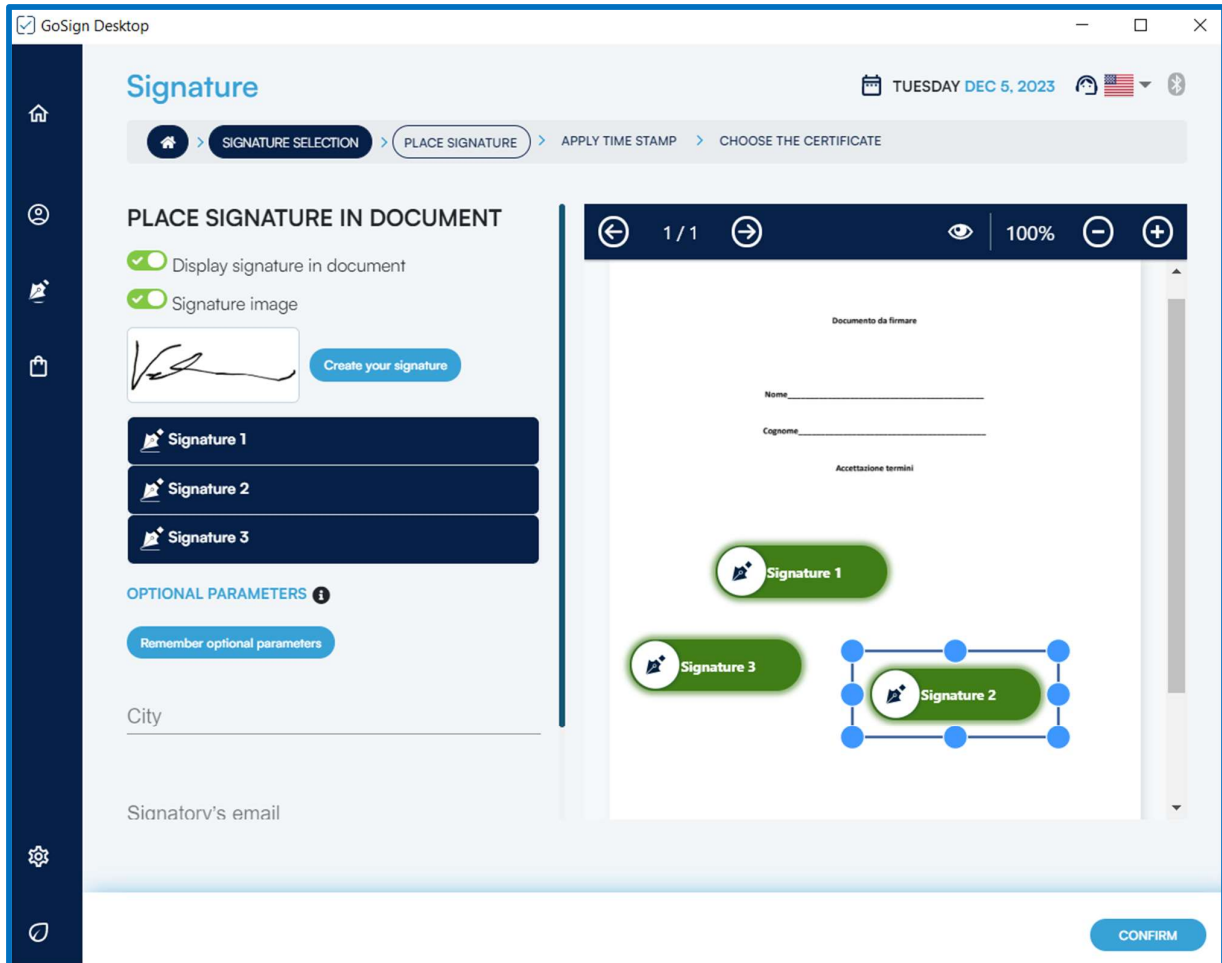 GoSign Desktop
Signature
TUESDAY DEC 5, 2023
SIGNATURE SELECTION > PLACE SIGNATURE > APPLY TIME STAMP > CHOOSE THE CERTIFICATE
PLACE SIGNATURE IN DOCUMENT
Display signature in document
Signature image
Create your signature
Signature 1
Signature 2
Signature 3
OPTIONAL PARAMETERS
Remember optional parameters
City
Signatory's email
1 / 1
100%
Documento da firmare
Nome
Cognome
Accettazione termini
Signature 1
Signature 3
Signature 2
CONFIRM